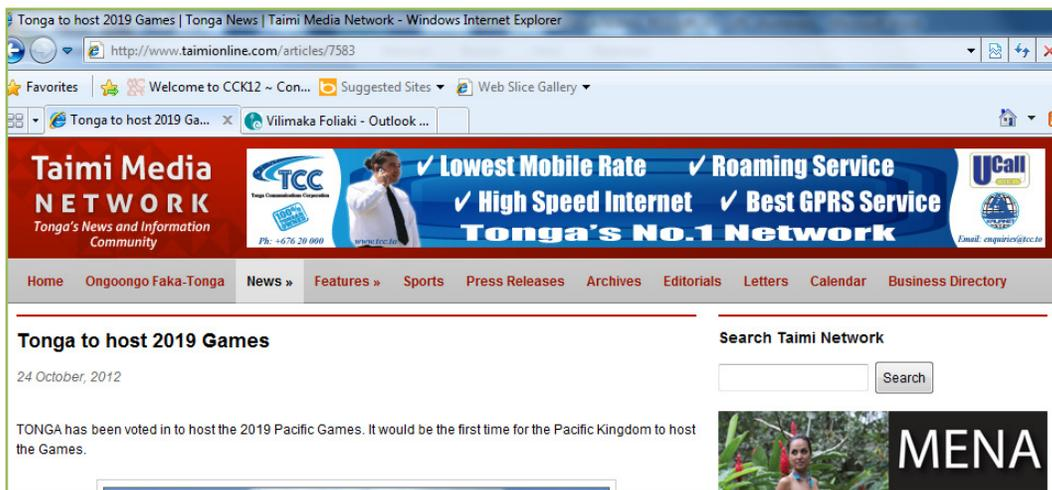 Tonga to host 2019 Games | Tonga News | Taimi Media Network - Windows Internet Explorer
http://www.taimionline.com/articles/7583
Favorites Welcome to CCK12 ~ Con... Suggested Sites Web Slice Gallery
Tonga to host 2019 Ga... X Vilimaka Foliaki - Outlook ...
Taimi Media
NETWORK
Tonga's News and Information
Community
TCC
Tonga Communications Corporation
100%
Ph: +676 20 000
www.tcc.to
✓ Lowest Mobile Rate ✓ Roaming Service
✓ High Speed Internet ✓ Best GPRS Service
Tonga's No.1 Network
UCall
Email: enquiries@tcc.to
Home Ongoongo Faka-Tonga News » Features » Sports Press Releases Archives Editorials Letters Calendar Business Directory
Tonga to host 2019 Games
24 October, 2012
TONGA has been voted in to host the 2019 Pacific Games. It would be the first time for the Pacific Kingdom to host
the Games.
Search Taimi Network
Search
MENA